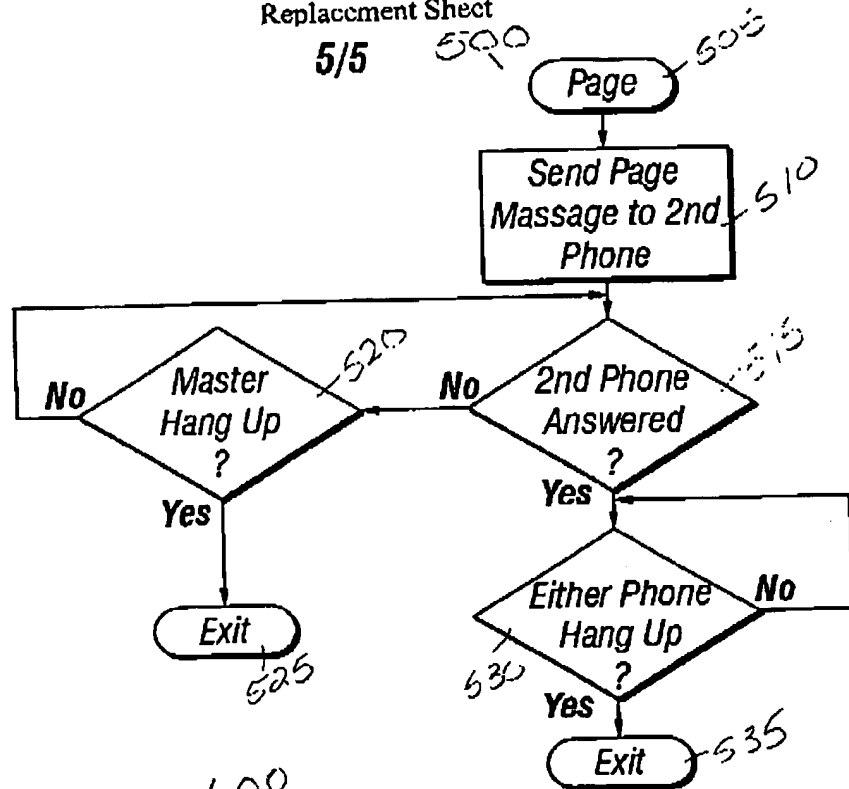 Replacement Sheet
5/5
500
Page
505
Send Page
Massage to 2nd
Phone
510
2nd Phone
Answered
?
515
No
Yes
Master
Hang Up
?
520
No
Yes
Exit
525
Either Phone
Hang Up
?
530
No
Yes
Exit
535